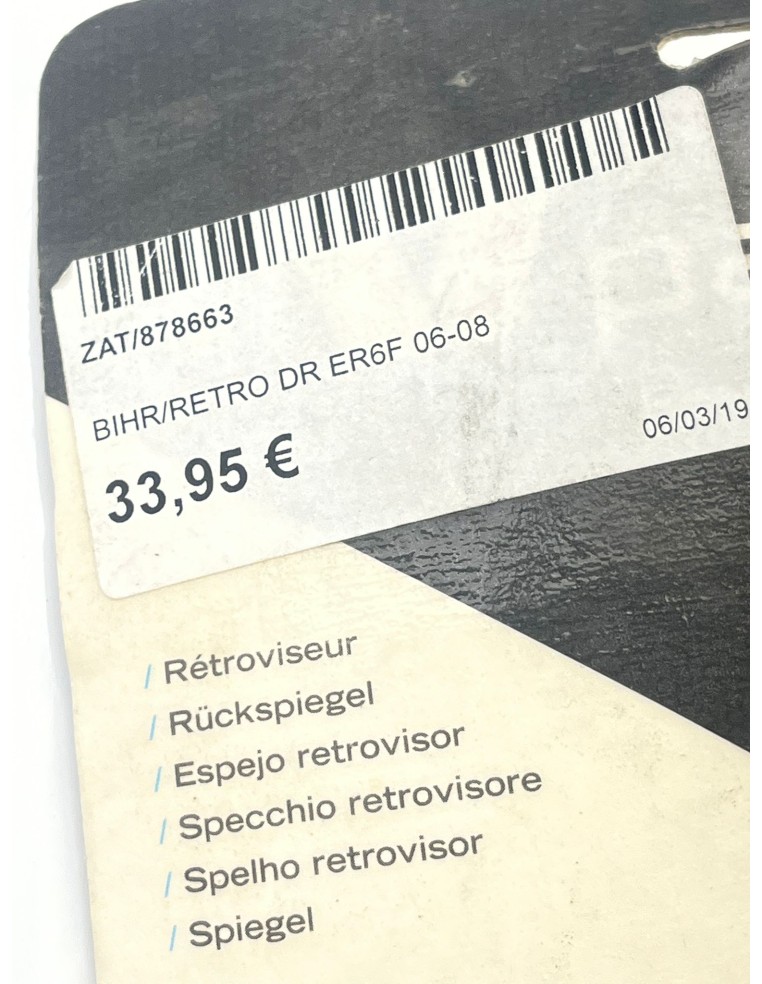 ZAT/878663
BIHR/RETRO DR ER6F 06-08
33,95 €
06/03/19
/ Rétroviseur
/ Rückspiegel
/ Espejo retrovisor
/ Specchio retrovisore
/ Spelho retrovisor
/ Spiegel